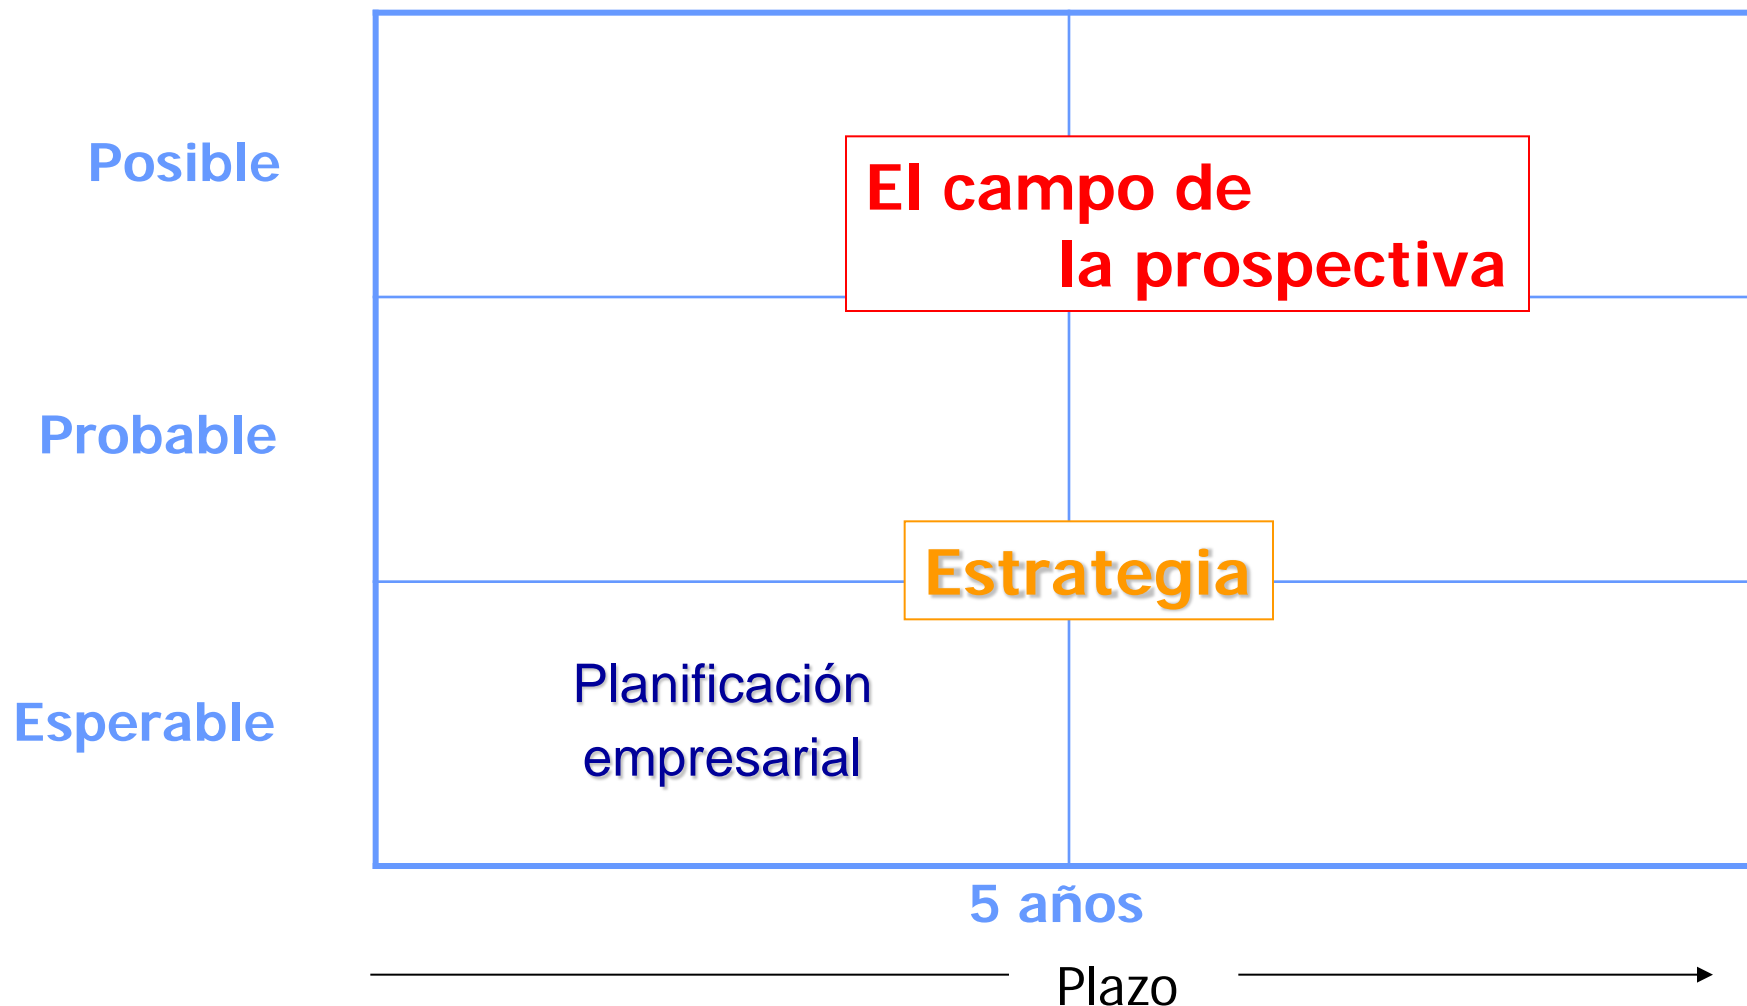 Posible
El campo de
la prospectiva
Probable
Estrategia
Planificación
empresarial
Esperable
5 años
Plazo